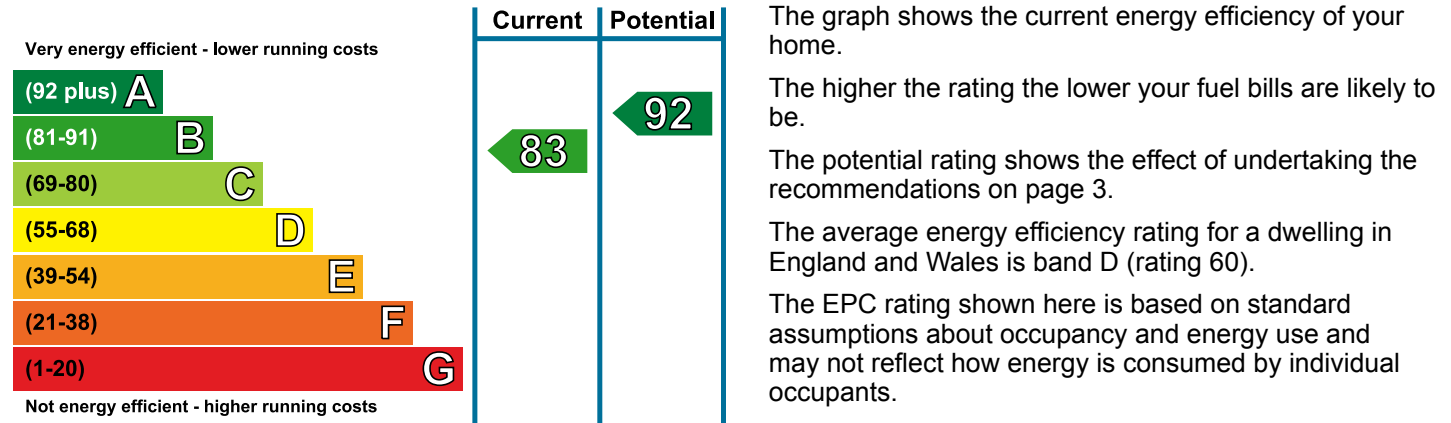 Current Potential
Very energy efficient - lower running costs
(92 plus) A
(81-91) B
(69-80) C
(55-68) D
(39-54) E
(21-38) F
(1-20) G
Not energy efficient - higher running costs
83
92
The graph shows the current energy efficiency of your
home.
The higher the rating the lower your fuel bills are likely to
be.
The potential rating shows the effect of undertaking the
recommendations on page 3.
The average energy efficiency rating for a dwelling in
England and Wales is band D (rating 60).
The EPC rating shown here is based on standard
assumptions about occupancy and energy use and
may not reflect how energy is consumed by individual
occupants.